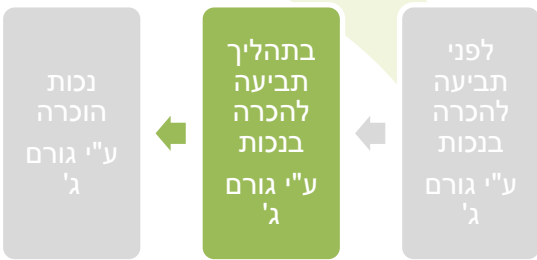 לפני
תביעה
להכרה
בנכות
ע"י גורם
ג'
בתהליך
תביעה
להכרה
בנכות
ע"י גורם
ג'
נכות
הוכרה
ע"י גורם
ג'